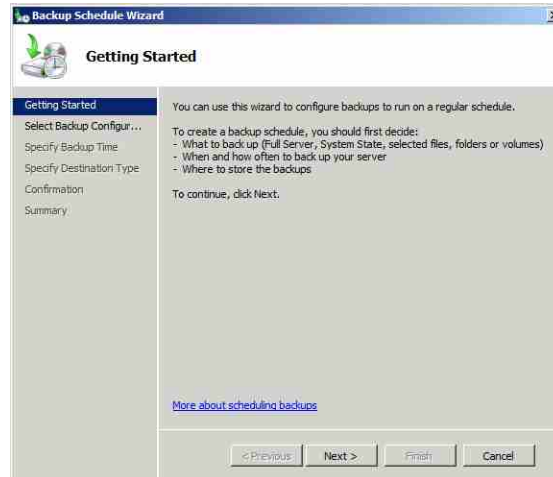 Backup Schedule Wizard
Getting Started
Getting Started
Select Backup Configur...
Specify Backup Time
Specify Destination Type
Confirmation
Summary
You can use this wizard to configure backups to run on a regular schedule.
To create a backup schedule, you should first decide:
- What to back up (Full Server, System State, selected files, folders or volumes)
- When and how often to back up your server
- Where to store the backups
To continue, click Next.
More about scheduling backups
< Previous
Next >
Finish
Cancel